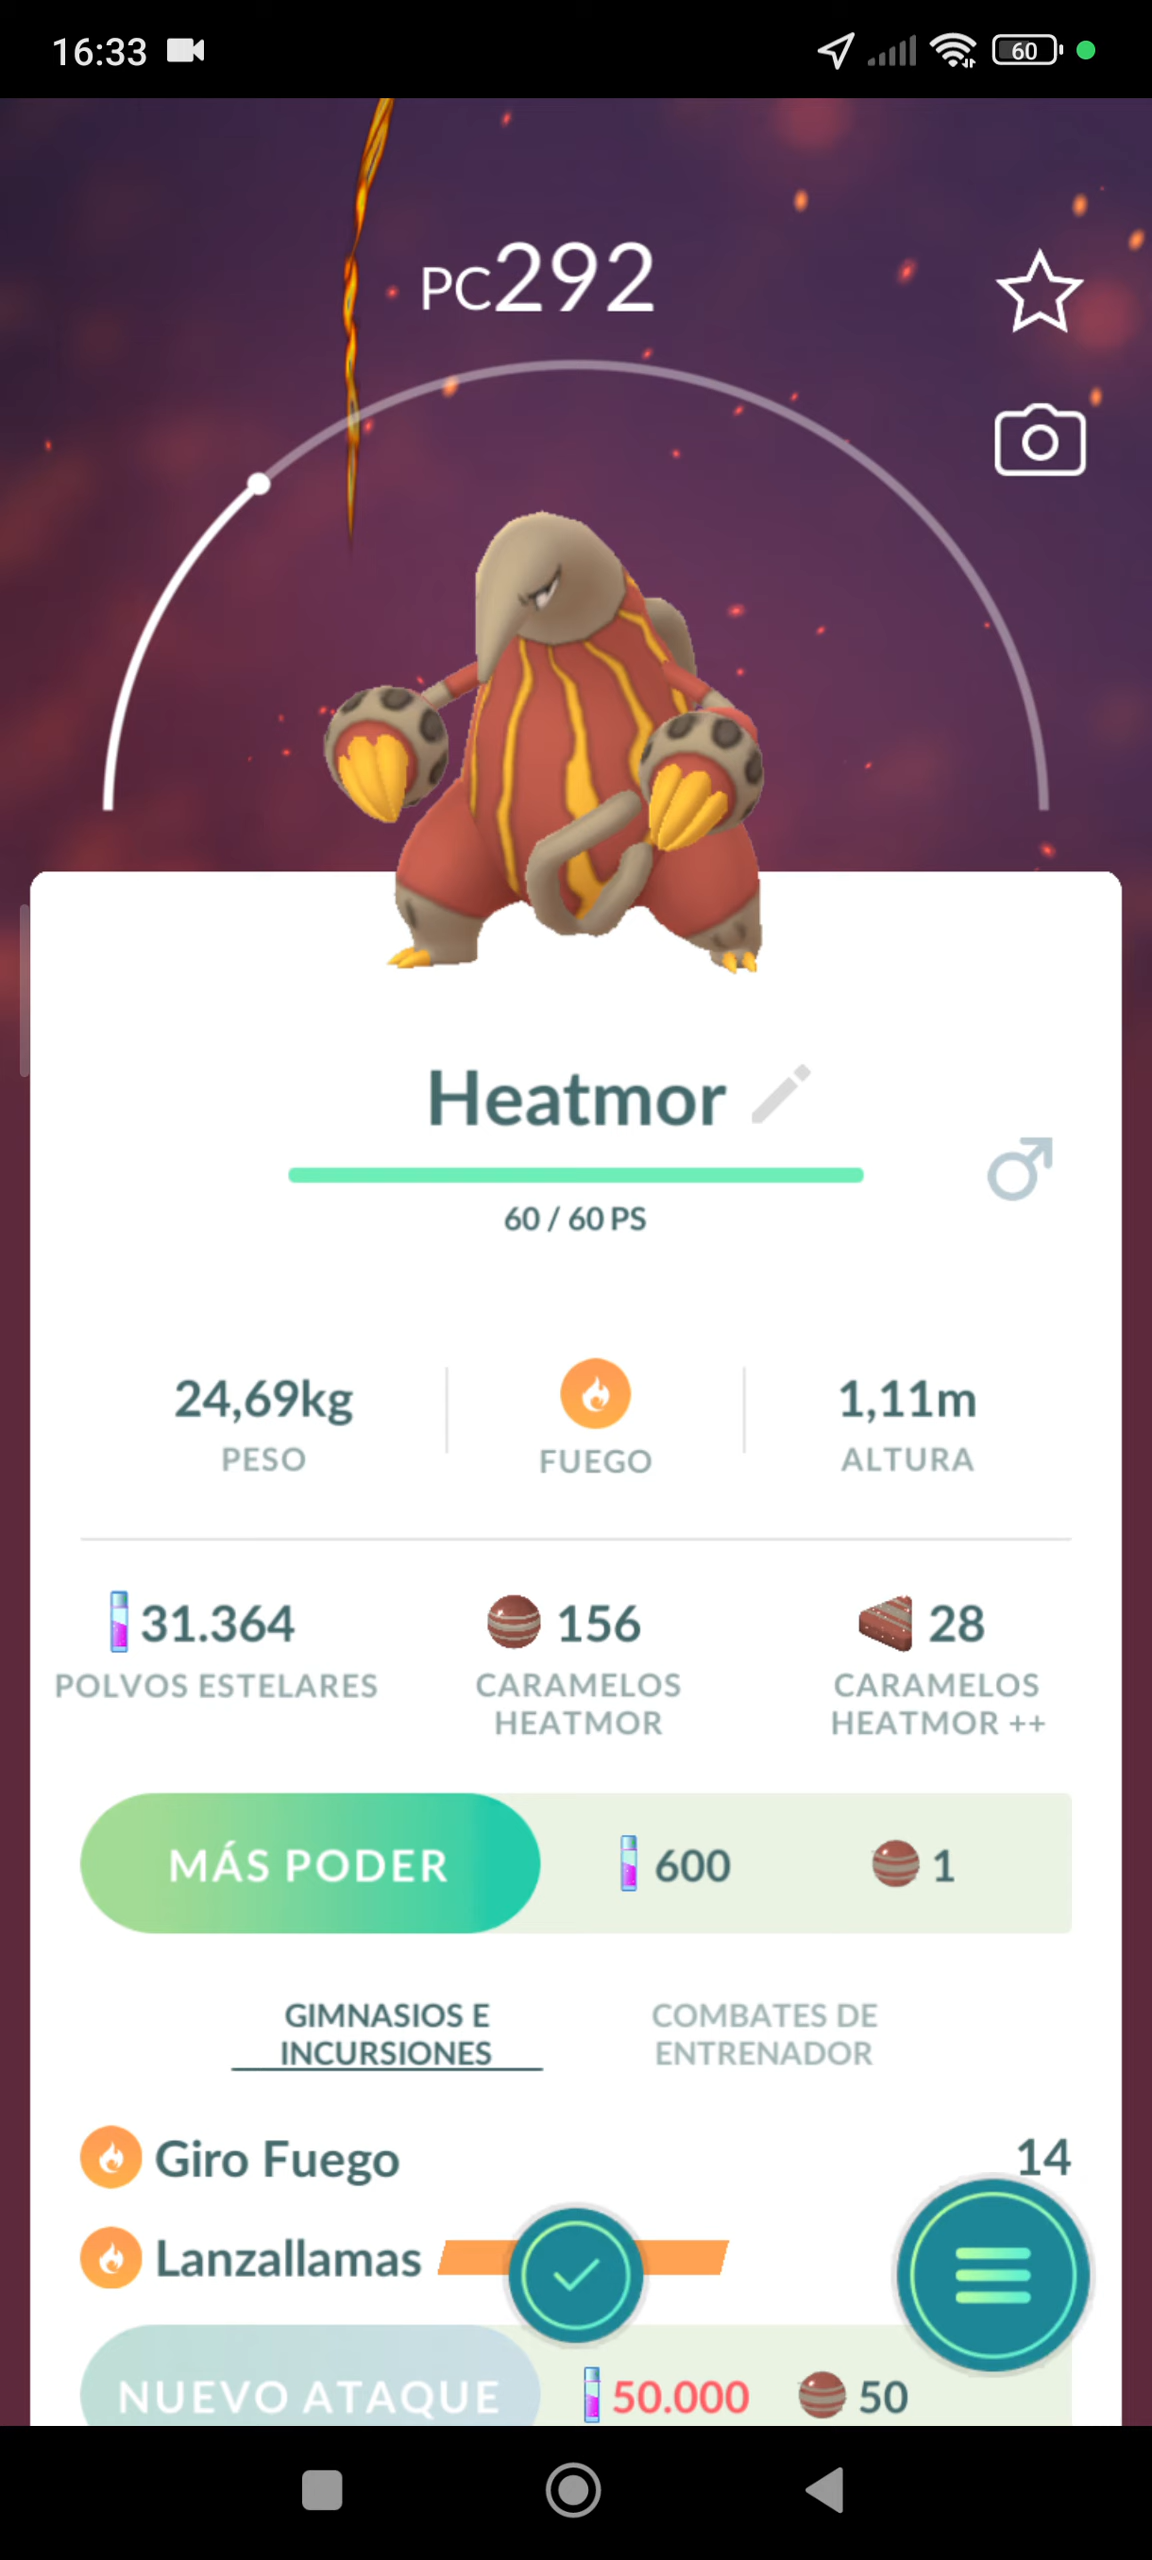 16:33
60
PC292
Heatmor
60 / 60 PS
24,69kg
PESO
FUEGO
1,11m
ALTURA
31.364
POLVOS ESTELARES
156
CARAMELOS
HEATMOR
28
CARAMELOS
HEATMOR ++
MÁS PODER
600
1
GIMNASIOS E
INCURSIONES
COMBATES DE
ENTRENADOR
Giro Fuego
14
Lanzallamas
NUEVO ATAQUE
50.000
50